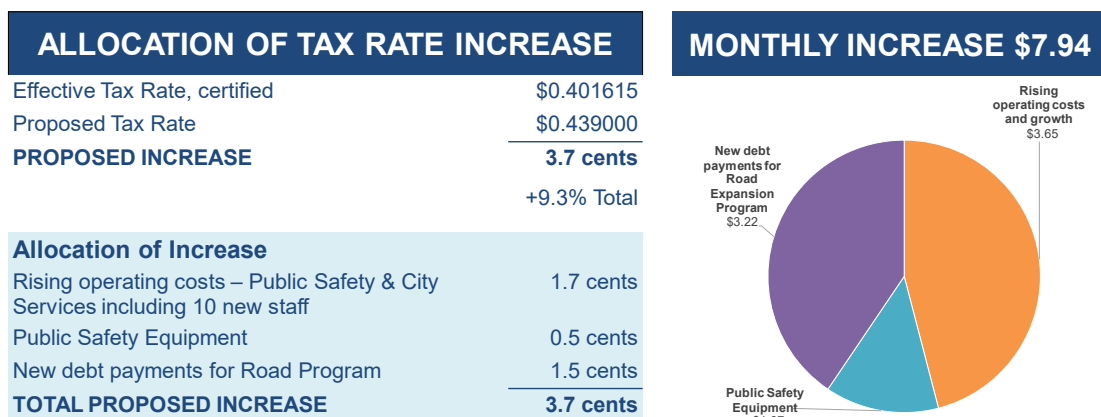 ALLOCATION OF TAX RATE INCREASE
Effective Tax Rate, certified $0.401615
Proposed Tax Rate $0.439000
PROPOSED INCREASE 3.7 cents
+9.3% Total
Allocation of Increase
Rising operating costs – Public Safety & City 1.7 cents
Services including 10 new staff
Public Safety Equipment 0.5 cents
New debt payments for Road Program 1.5 cents
TOTAL PROPOSED INCREASE 3.7 cents
MONTHLY INCREASE $7.94
Rising
operating costs
and growth
$3.65
New debt
payments for
Road
Expansion
Program
$3.22
Public Safety
Equipment